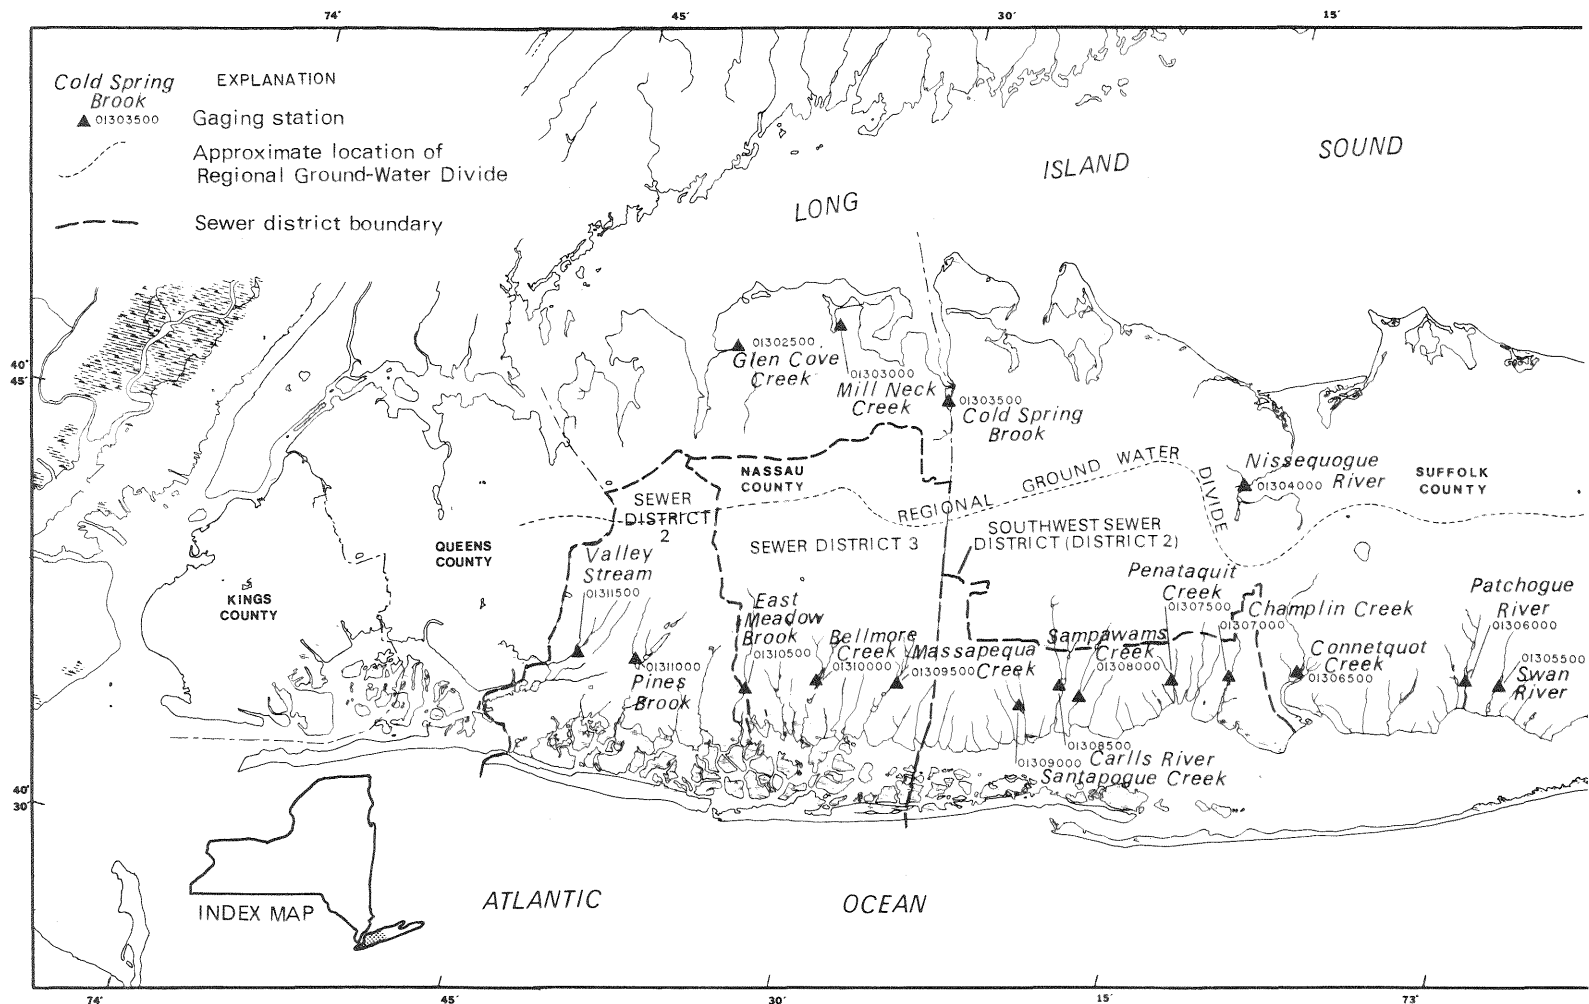 74′
45′
30′
15′
Cold Spring
Brook
01303500
EXPLANATION
Gaging station
Approximate location of
Regional Ground-Water Divide
Sewer district boundary
LONG
ISLAND
SOUND
40′
45′
01302500
Glen Cove
Creek
01303000
Mill Neck
Creek
01303500
Cold Spring
Brook
NASSAU
COUNTY
REGIONAL GROUND WATER DIVIDE
Nissequogue
River
01304000
SUFFOLK
COUNTY
SEWER
DISTRICT
2
QUEENS
COUNTY
KINGS
COUNTY
SEWER DISTRICT 3
SOUTHWEST SEWER
DISTRICT (DISTRICT 2)
Valley
Stream
01311500
01311000
Pines
Brook
East
Meadow
Brook
01310500
Bellmore
Creek
01310000
Massapequa
Creek
01309500
Sampawams
Creek
01308000
Penataquit
Creek
01307500
01307000
Champlin Creek
Connetquot
Creek
01306500
Patchogue
River
01306000
01305500
Swan
River
01308500
Carlls River
01309000
Santapogue Creek
40′
30′
INDEX MAP
ATLANTIC
OCEAN
74′
45′
30′
15′
73′